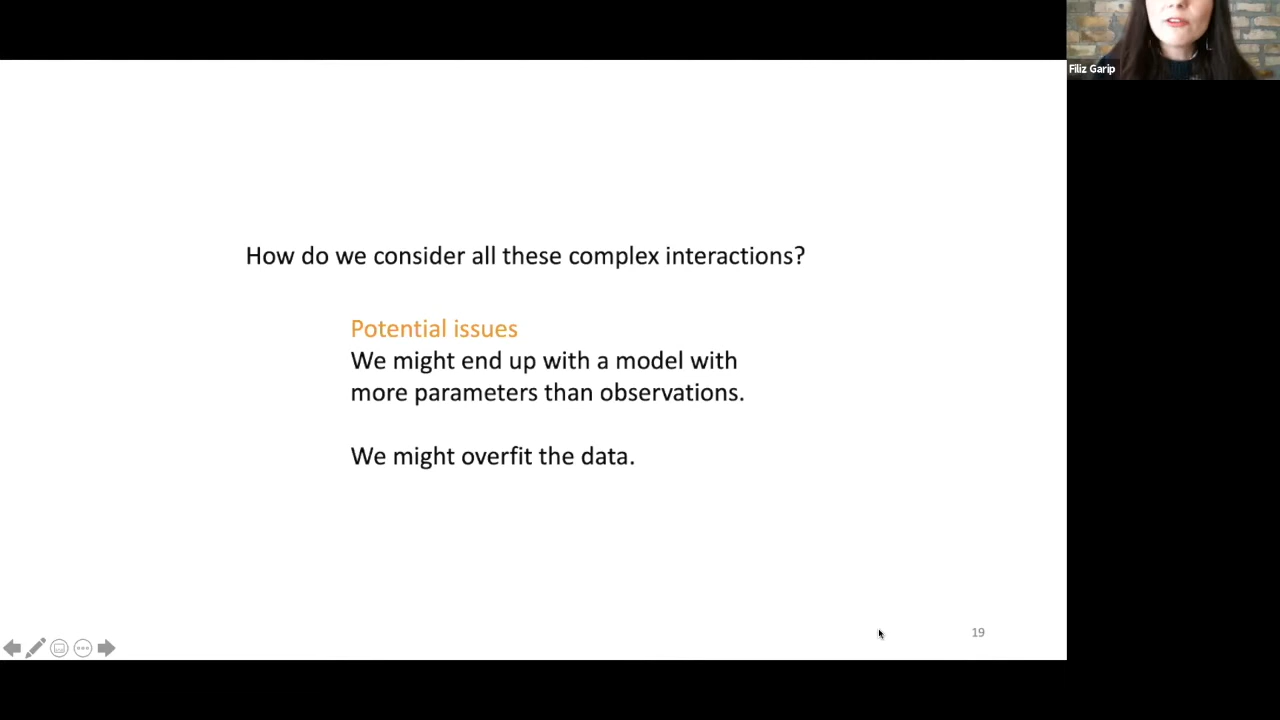 Filiz Garip
How do we consider all these complex interactions?
Potential issues
We might end up with a model with
more parameters than observations.
We might overfit the data.
19